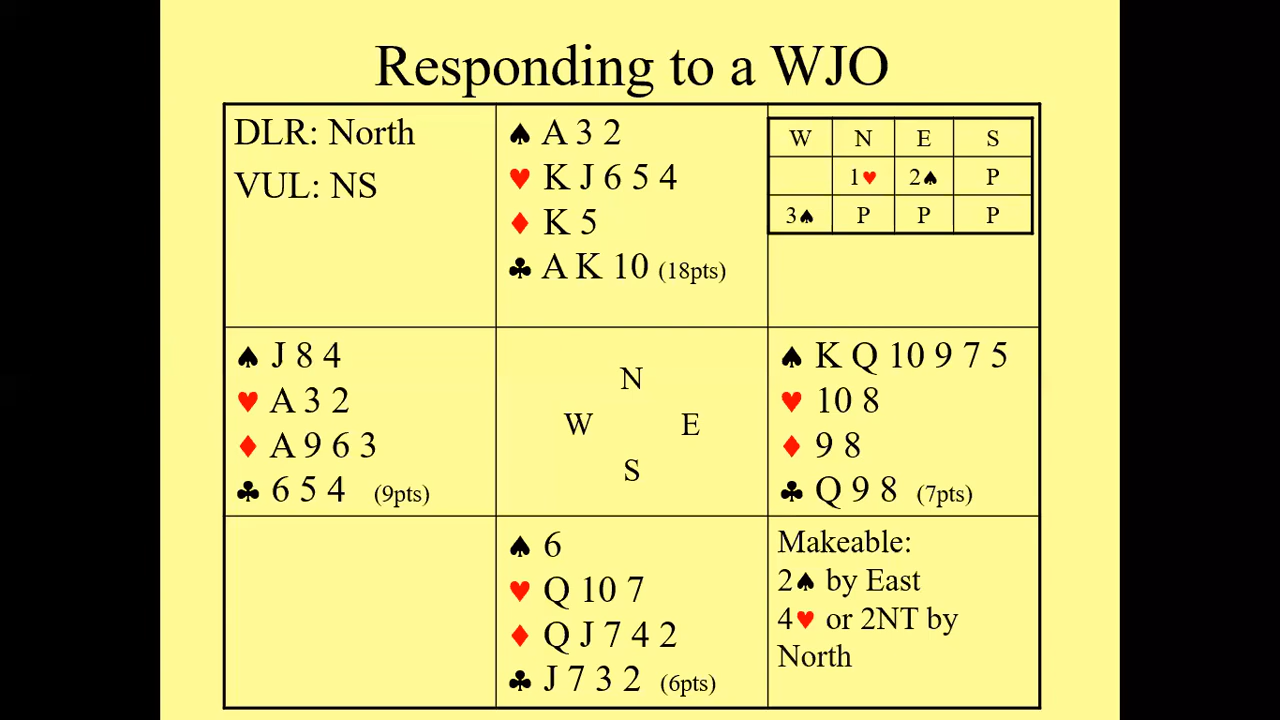 Responding to a WJO
DLR: North
VUL: NS
♠ A 3 2
♥ K J 6 5 4
♦ K 5
♣ A K 10 (18pts)
W N E S
1♥ 2♠ P
3♠ P P P
♠ J 8 4
♥ A 3 2
♦ A 9 6 3
♣ 6 5 4 (9pts)
N
W E
S
♠ K Q 10 9 7 5
♥ 10 8
♦ 9 8
♣ Q 9 8 (7pts)
♠ 6
♥ Q 10 7
♦ Q J 7 4 2
♣ J 7 3 2 (6pts)
Makeable:
2♠ by East
4♥ or 2NT by
North